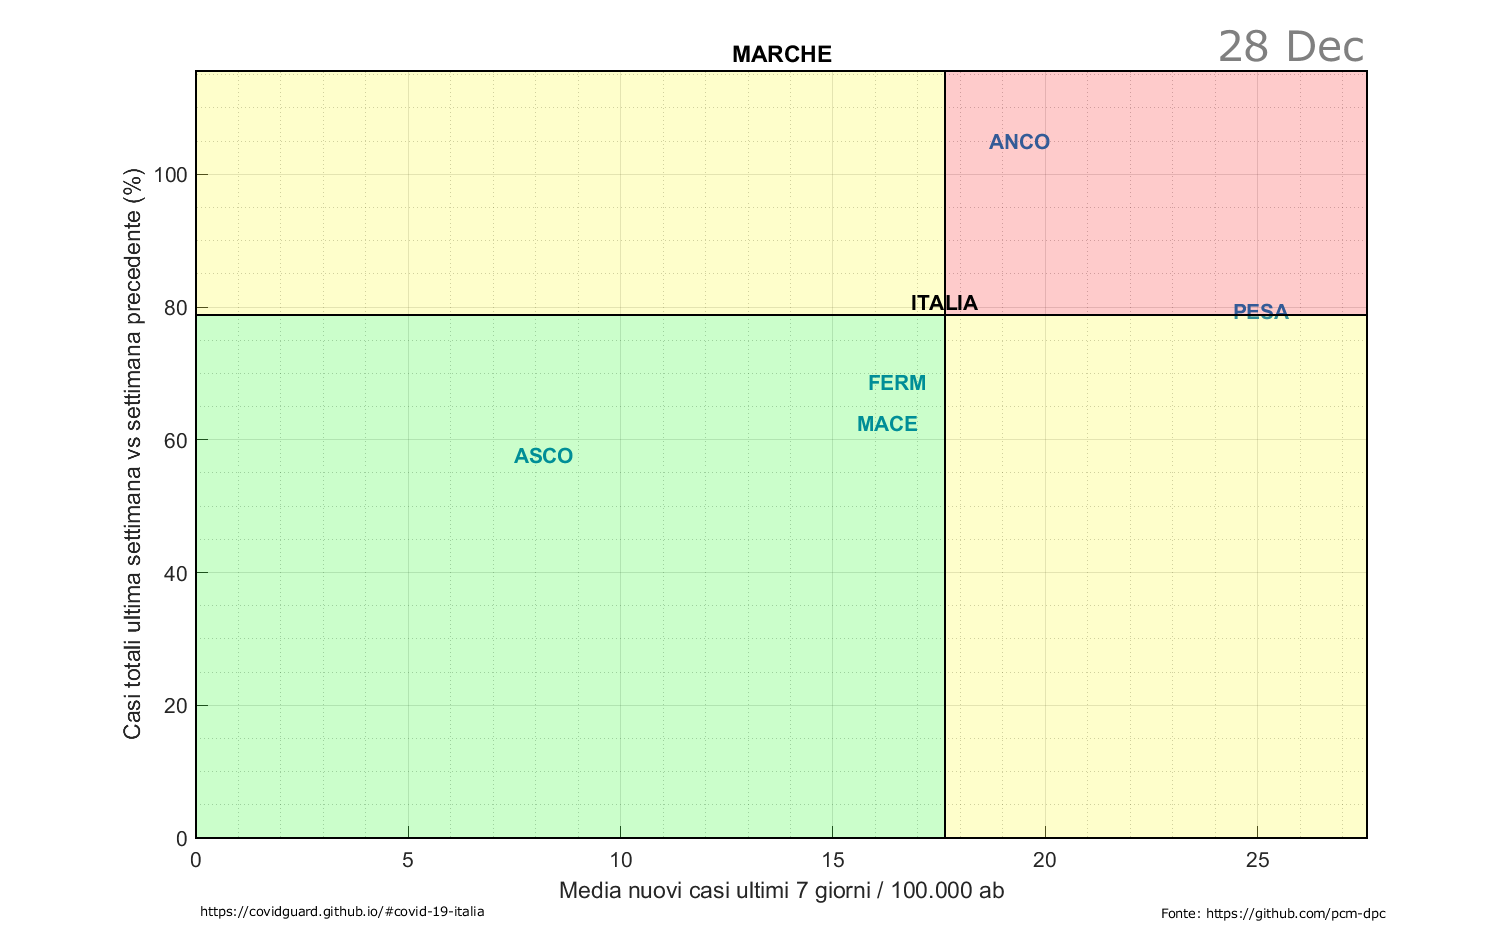 28 Dec
MARCHE
ANCO
ITALIA
PESA
FERM
MACE
ASCO
Casi totali ultima settimana vs settimana precedente (%)
100
80
60
40
20
0
0 5 10 15 20 25
Media nuovi casi ultimi 7 giorni / 100.000 ab
https://covidguard.github.io/#covid-19-italia
Fonte: https://github.com/pcm-dpc